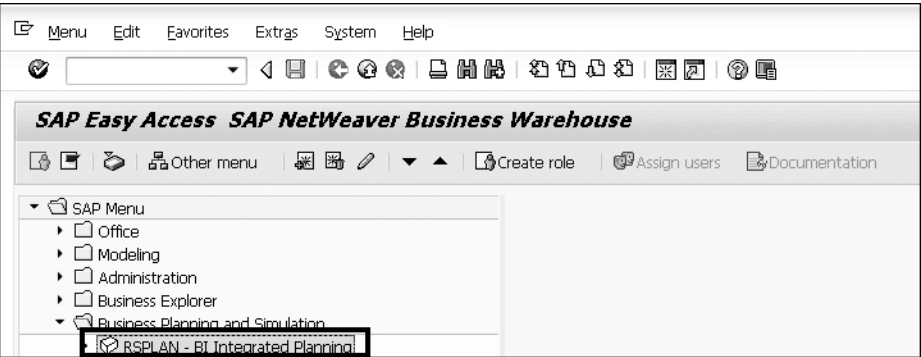 Menu Edit Favorites Extras System Help
SAP Easy Access SAP NetWeaver Business Warehouse
Other menu Create role Assign users Documentation
SAP Menu
Office
Modeling
Administration
Business Explorer
Business Planning and Simulation
RSPLAN - BI Integrated Planning